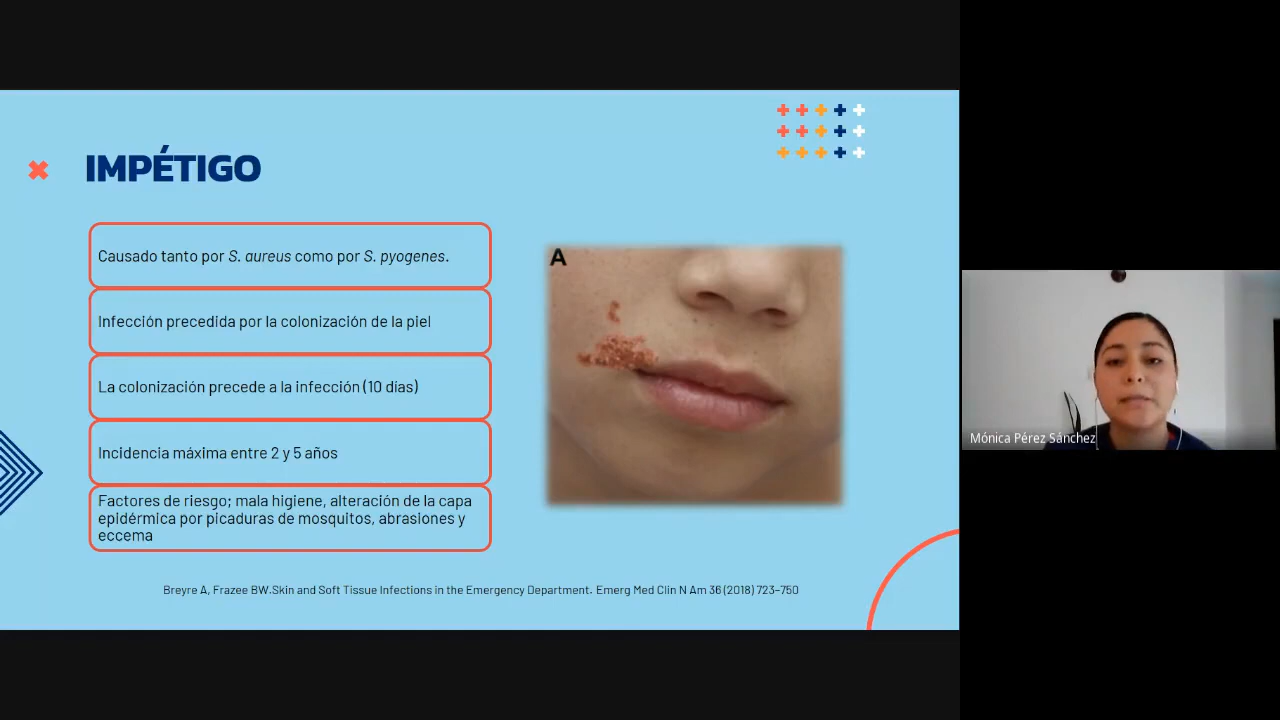 IMPÉTIGO
Causado tanto por S. aureus como por S. pyogenes.
Infección precedida por la colonización de la piel
La colonización precede a la infección (10 días)
Incidencia máxima entre 2 y 5 años
Factores de riesgo; mala higiene, alteración de la capa
epidérmica por picaduras de mosquitos, abrasiones y
eccema
A
Breyre A, Frazee BW.Skin and Soft Tissue Infections in the Emergency Department. Emerg Med Clin N Am 36 (2018) 723–750
Mónica Pérez Sánchez